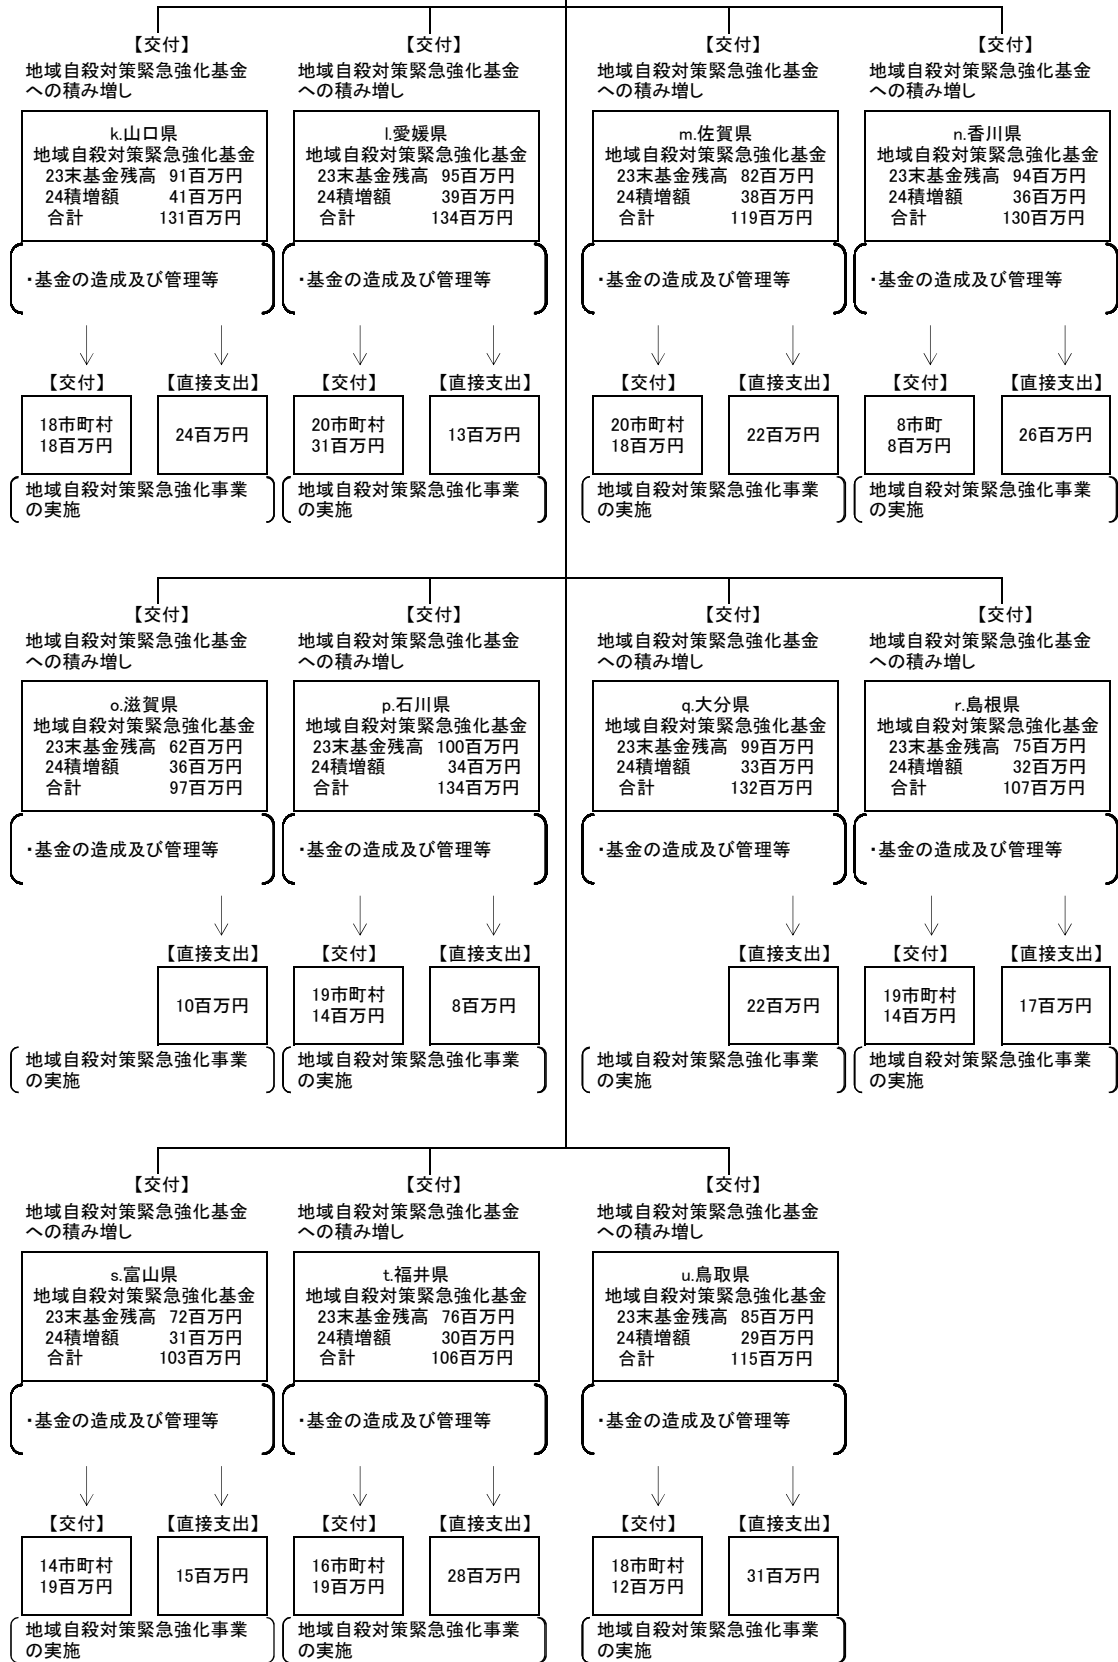 【交付】
地域自殺対策緊急強化基金
への積み増し
k.山口県
地域自殺対策緊急強化基金
23末基金残高 91百万円
24積増額 41百万円
合計 131百万円
・基金の造成及び管理等
【交付】
18市町村
18百万円
【直接支出】
24百万円
地域自殺対策緊急強化事業
の実施
【交付】
地域自殺対策緊急強化基金
への積み増し
l.愛媛県
地域自殺対策緊急強化基金
23末基金残高 95百万円
24積増額 39百万円
合計 134百万円
・基金の造成及び管理等
【交付】
20市町村
31百万円
【直接支出】
13百万円
地域自殺対策緊急強化事業
の実施
【交付】
地域自殺対策緊急強化基金
への積み増し
m.佐賀県
地域自殺対策緊急強化基金
23末基金残高 82百万円
24積増額 38百万円
合計 119百万円
・基金の造成及び管理等
【交付】
20市町村
18百万円
【直接支出】
22百万円
地域自殺対策緊急強化事業
の実施
【交付】
地域自殺対策緊急強化基金
への積み増し
n.香川県
地域自殺対策緊急強化基金
23末基金残高 94百万円
24積増額 36百万円
合計 130百万円
・基金の造成及び管理等
【交付】
8市町
8百万円
【直接支出】
26百万円
地域自殺対策緊急強化事業
の実施
【交付】
地域自殺対策緊急強化基金
への積み増し
o.滋賀県
地域自殺対策緊急強化基金
23末基金残高 62百万円
24積増額 36百万円
合計 97百万円
・基金の造成及び管理等
【直接支出】
10百万円
地域自殺対策緊急強化事業
の実施
【交付】
地域自殺対策緊急強化基金
への積み増し
p.石川県
地域自殺対策緊急強化基金
23末基金残高 100百万円
24積増額 34百万円
合計 134百万円
・基金の造成及び管理等
【交付】
19市町村
14百万円
【直接支出】
8百万円
地域自殺対策緊急強化事業
の実施
【交付】
地域自殺対策緊急強化基金
への積み増し
q.大分県
地域自殺対策緊急強化基金
23末基金残高 99百万円
24積増額 33百万円
合計 132百万円
・基金の造成及び管理等
【直接支出】
22百万円
地域自殺対策緊急強化事業
の実施
【交付】
地域自殺対策緊急強化基金
への積み増し
r.島根県
地域自殺対策緊急強化基金
23末基金残高 75百万円
24積増額 32百万円
合計 107百万円
・基金の造成及び管理等
【交付】
19市町村
14百万円
【直接支出】
17百万円
地域自殺対策緊急強化事業
の実施
【交付】
地域自殺対策緊急強化基金
への積み増し
s.富山県
地域自殺対策緊急強化基金
23末基金残高 72百万円
24積増額 31百万円
合計 103百万円
・基金の造成及び管理等
【交付】
14市町村
19百万円
【直接支出】
15百万円
地域自殺対策緊急強化事業
の実施
【交付】
地域自殺対策緊急強化基金
への積み増し
t.福井県
地域自殺対策緊急強化基金
23末基金残高 76百万円
24積増額 30百万円
合計 106百万円
・基金の造成及び管理等
【交付】
16市町村
19百万円
【直接支出】
28百万円
地域自殺対策緊急強化事業
の実施
【交付】
地域自殺対策緊急強化基金
への積み増し
u.鳥取県
地域自殺対策緊急強化基金
23末基金残高 85百万円
24積増額 29百万円
合計 115百万円
・基金の造成及び管理等
【交付】
18市町村
12百万円
【直接支出】
31百万円
地域自殺対策緊急強化事業
の実施